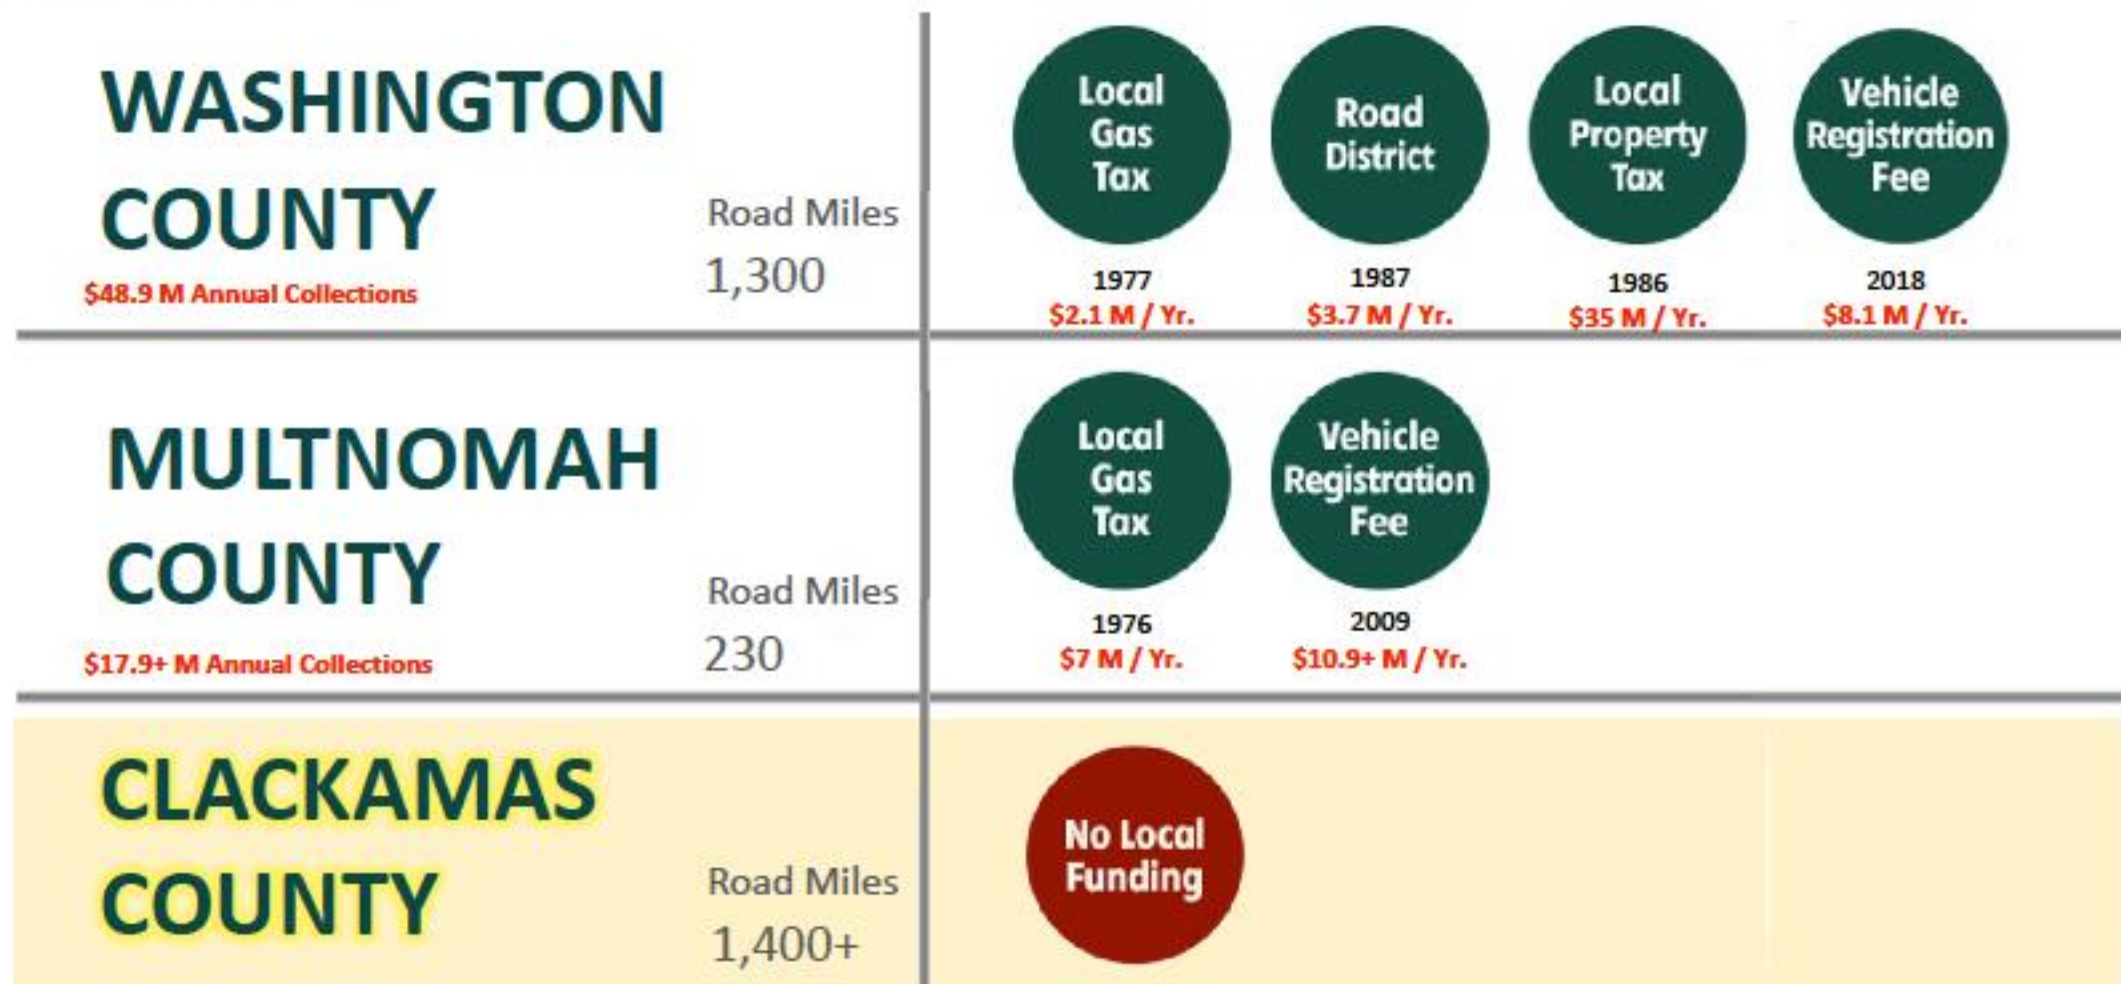 WASHINGTON
COUNTY
$48.9 M Annual Collections
Road Miles
1,300
Local
Gas
Tax
1977
$2.1 M / Yr.
Road
District
1987
$3.7 M / Yr.
Local
Property
Tax
1986
$35 M / Yr.
Vehicle
Registration
Fee
2018
$8.1 M / Yr.
MULTNOMAH
COUNTY
$17.9+ M Annual Collections
Road Miles
230
Local
Gas
Tax
1976
$7 M / Yr.
Vehicle
Registration
Fee
2009
$10.9+ M / Yr.
CLACKAMAS
COUNTY
Road Miles
1,400+
No Local
Funding